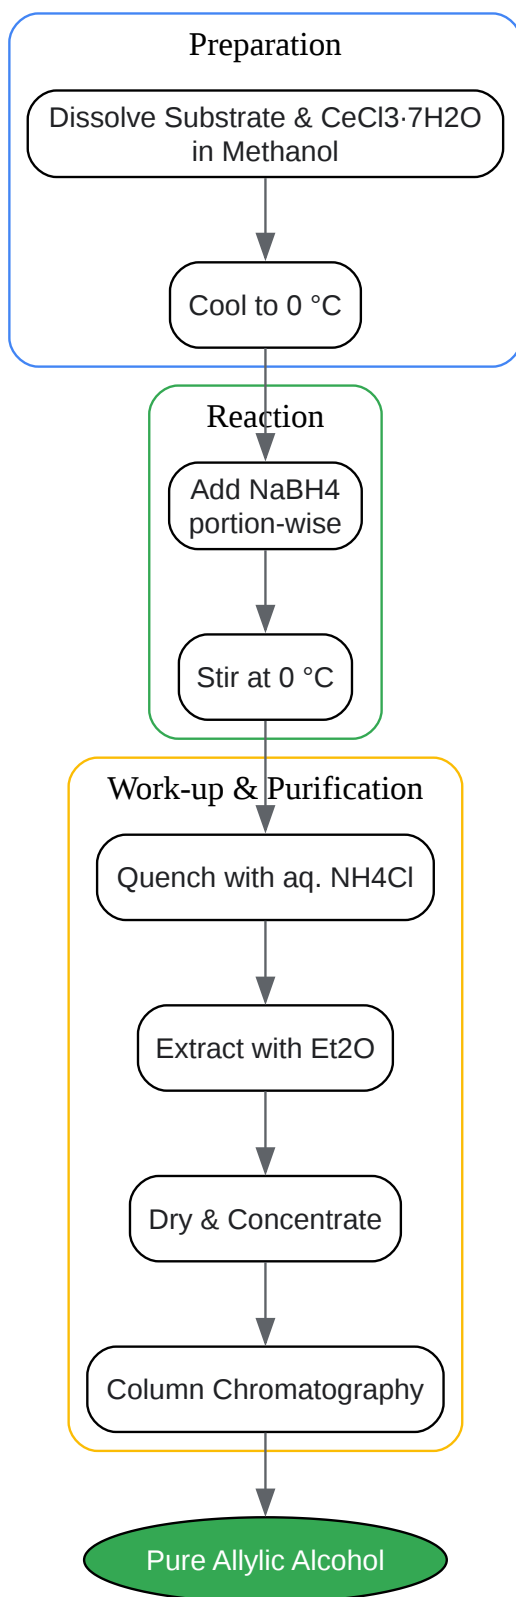 Preparation
Dissolve Substrate & CeCl3·7H2O
in Methanol
Cool to 0 °C
Reaction
Add NaBH4
portion-wise
Stir at 0 °C
Work-up & Purification
Quench with aq. NH4Cl
Extract with Et2O
Dry & Concentrate
Column Chromatography
Pure Allylic Alcohol